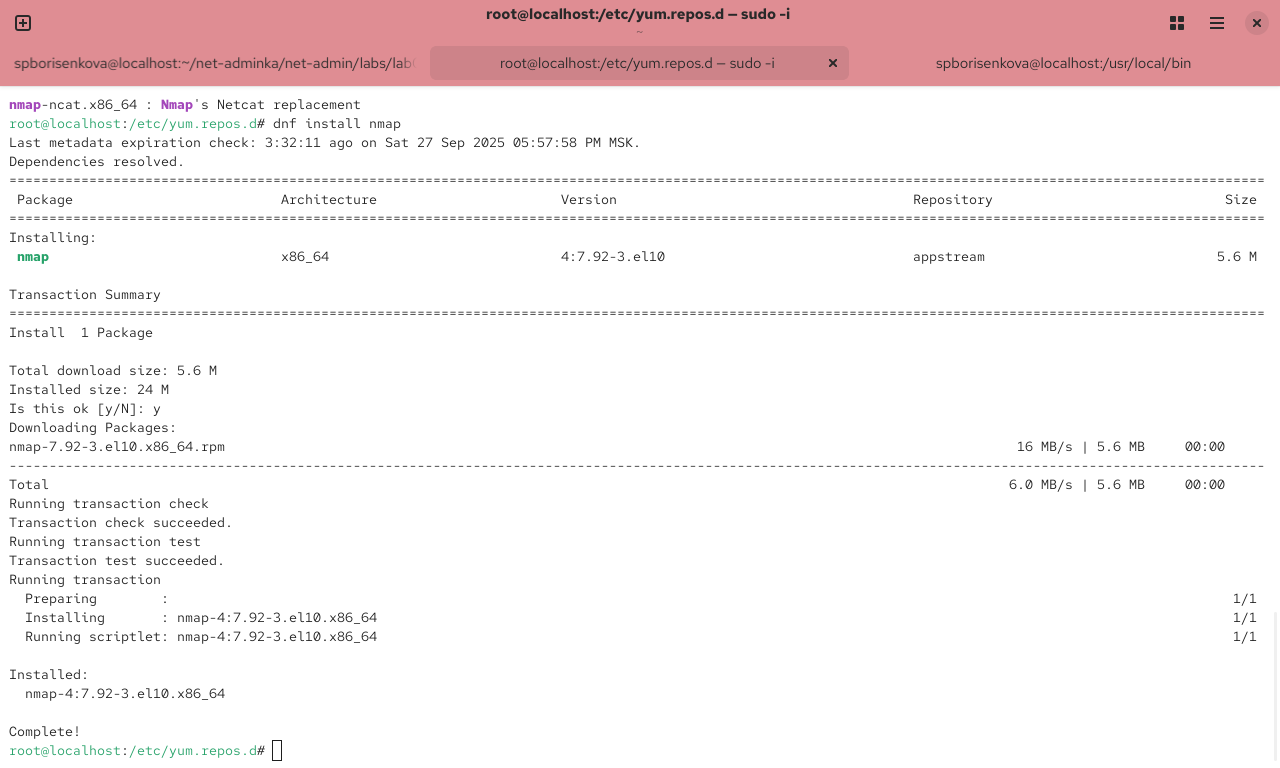 root@localhost:/etc/yum.repos.d — sudo -i
~
spborisenkova@localhost:~/net-adminka/net-admin/labs/lab
root@localhost:/etc/yum.repos.d — sudo -i
spborisenkova@localhost:/usr/local/bin
nmap-ncat.x86_64 : Nmap's Netcat replacement
root@localhost:/etc/yum.repos.d# dnf install nmap
Last metadata expiration check: 3:32:11 ago on Sat 27 Sep 2025 05:57:58 PM MSK.
Dependencies resolved.
=============================================================================================================================================================
 Package                          Architecture                       Version                                     Repository                             Size
=============================================================================================================================================================
Installing:
 nmap                             x86_64                             4:7.92-3.el10                               appstream                             5.6 M

Transaction Summary
=============================================================================================================================================================
Install  1 Package

Total download size: 5.6 M
Installed size: 24 M
Is this ok [y/N]: y
Downloading Packages:
nmap-7.92-3.el10.x86_64.rpm                                                                                                   16 MB/s | 5.6 MB     00:00
-------------------------------------------------------------------------------------------------------------------------------------------------------------
Total                                                                                                                        6.0 MB/s | 5.6 MB     00:00
Running transaction check
Transaction check succeeded.
Running transaction test
Transaction test succeeded.
Running transaction
  Preparing        :                                                                                                                                     1/1
  Installing       : nmap-4:7.92-3.el10.x86_64                                                                                                           1/1
  Running scriptlet: nmap-4:7.92-3.el10.x86_64                                                                                                           1/1

Installed:
  nmap-4:7.92-3.el10.x86_64

Complete!
root@localhost:/etc/yum.repos.d#